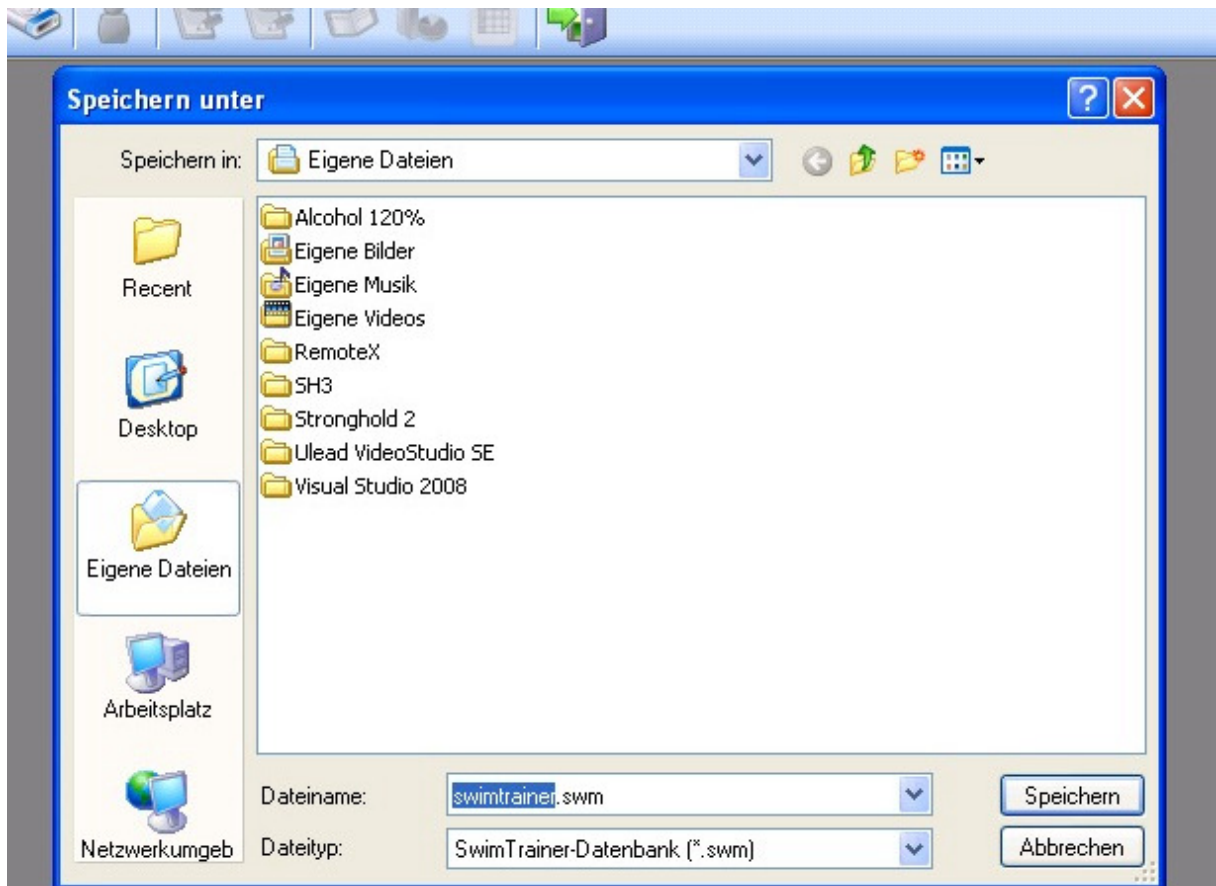 Speichern unter
Speichern in: Eigene Dateien
Recent
Desktop
Eigene Dateien
Arbeitsplatz
Netzwerkumgeb
Alcohol 120%
Eigene Bilder
Eigene Musik
Eigene Videos
RemoteX
SH3
Stronghold 2
Ulead VideoStudio SE
Visual Studio 2008
Dateiname: swimtrainer.swm Speichern
Dateityp: SwimTrainer-Datenbank (*.swm) Abbrechen